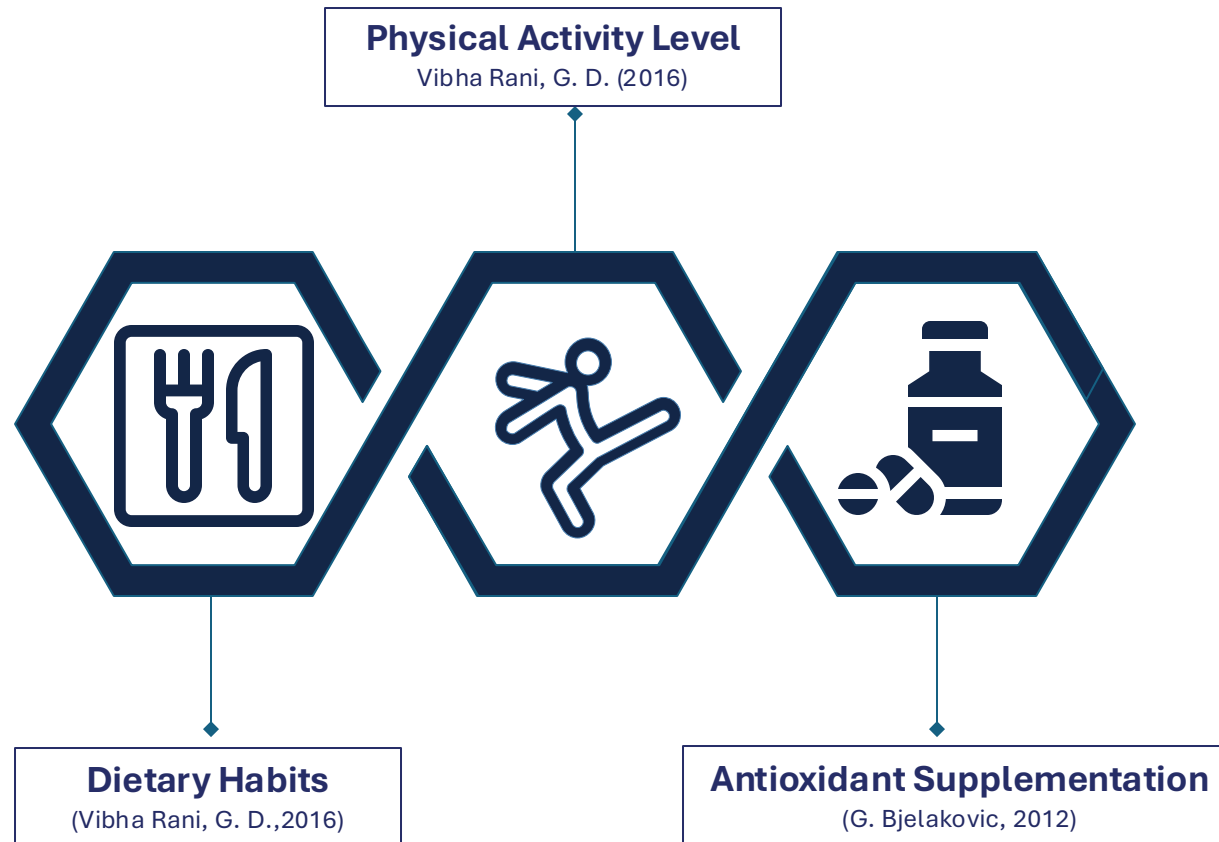 Physical Activity Level
Vibha Rani, G. D. (2016)
Dietary Habits
(Vibha Rani, G. D.,2016)
Antioxidant Supplementation
(G. Bjelakovic, 2012)